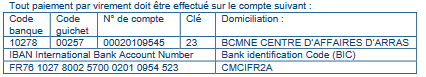 Tout paiement par virement doit être effectué sur le compte suivant :
Code banque Code guichet N° de compte Clé Domiciliation :
10278 00257 00020109545 23 BCMNE CENTRE D'AFFAIRES D'ARRAS
IBAN International Bank Account Number Bank identification Code (BIC)
FR76 1027 8002 5700 0201 0954 523 CMCIFR2A